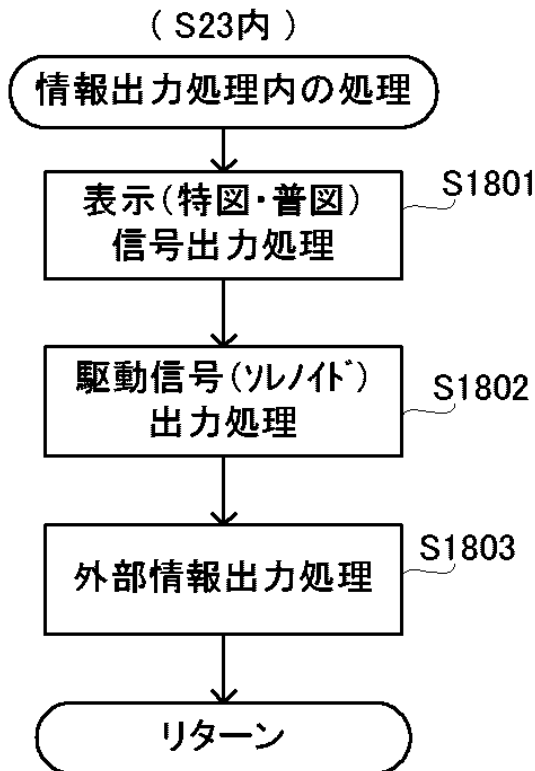 （S23内）
情報出力処理内の処理
表示(特図・普図)
信号出力処理
S1801
駆動信号(ｿﾚﾉｲﾄﾞ)
出力処理
S1802
外部情報出力処理
S1803
リターン